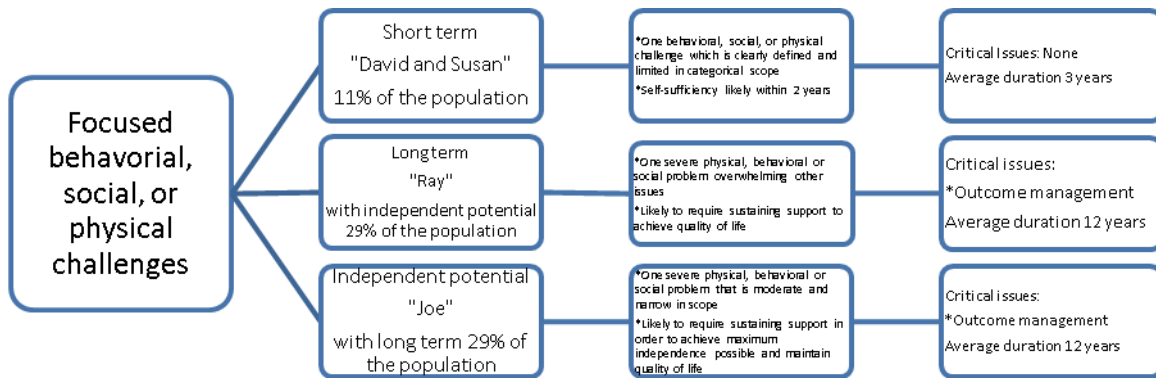 Focused
behavorial,
social, or
physical
challenges
Short term
"David and Susan"
11% of the population
*One behavioral, social, or physical
challenge which is clearly defined and
limited in categorical scope
*Self-sufficiency likely within 2 years
Critical Issues: None
Average duration 3 years
Longterm
"Ray"
with independent potential
29% of the population
*One severe physical, behavioral or
social problem overwhelming other
issues
*Likely to require sustaining support to
achieve quality of life
Critical issues:
*Outcome management
Average duration 12 years
Independent potential
"Joe"
with long term 29% of
the population
*One severe physical, behavioral or
social problem that is moderate and
narrow in scope
*Likely to require sustaining support in
order to achieve maximum
independence possible and maintain
quality of life
Critical issues:
*Outcome management
Average duration 12 years